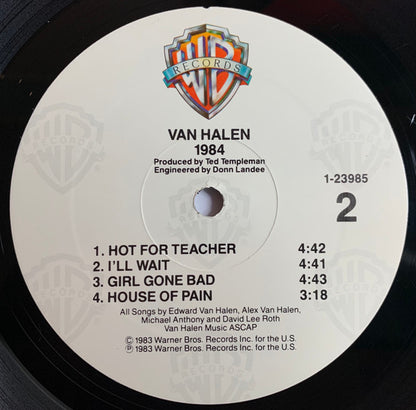 WB
RECORDS
VAN HALEN
1984
Produced by Ted Templeman
Engineered by Donn Landee
1-23985
2
1. HOT FOR TEACHER 4:42
2. I'LL WAIT 4:41
3. GIRL GONE BAD 4:43
4. HOUSE OF PAIN 3:18
All Songs by Edward Van Halen, Alex Van Halen,
Michael Anthony and David Lee Roth
Van Halen Music ASCAP
Ⓒ 1983 Warner Bros. Records Inc. for the U.S.
Ⓟ 1983 Warner Bros. Records Inc. for the U.S.